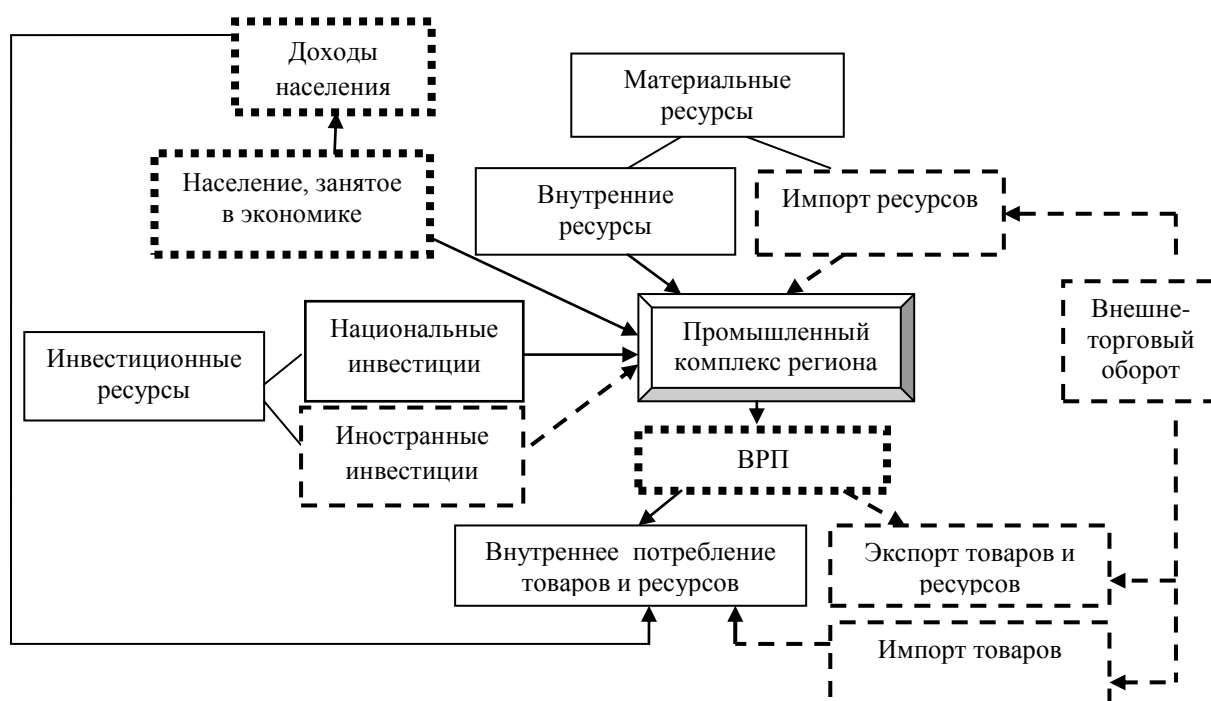 Доходы
населения
Материальные
ресурсы
Население, занятое
в экономике
Внутренние
ресурсы
Импорт ресурсов
Внешне-
торговый
оборот
Национальные
инвестиции
Промышленный
комплекс региона
Инвестиционные
ресурсы
Иностранные
инвестиции
ВРП
Внутреннее потребление
товаров и ресурсов
Экспорт товаров и
ресурсов
Импорт товаров